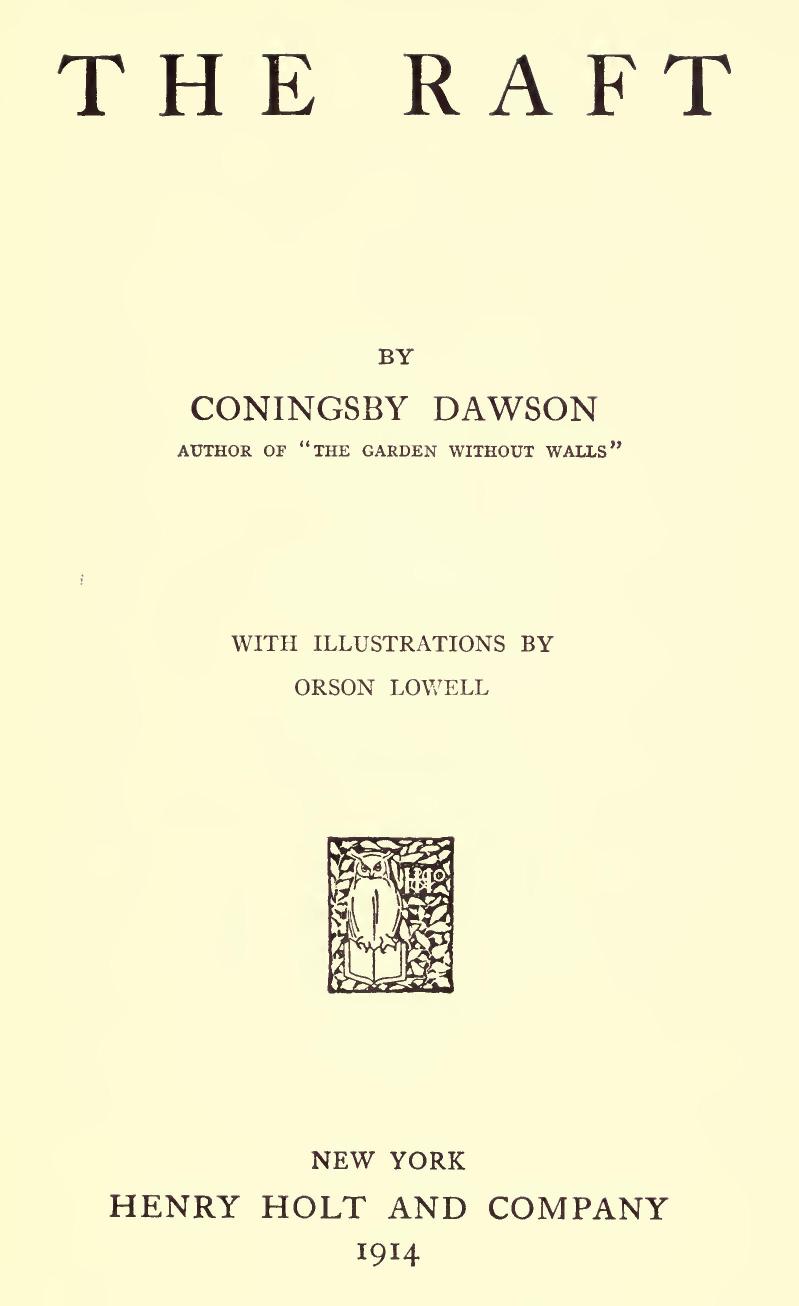 THE RAFT
BY
CONINGSBY DAWSON
AUTHOR OF "THE GARDEN WITHOUT WALLS"
WITH ILLUSTRATIONS BY
ORSON LOWELL
NEW YORK
HENRY HOLT AND COMPANY
1914